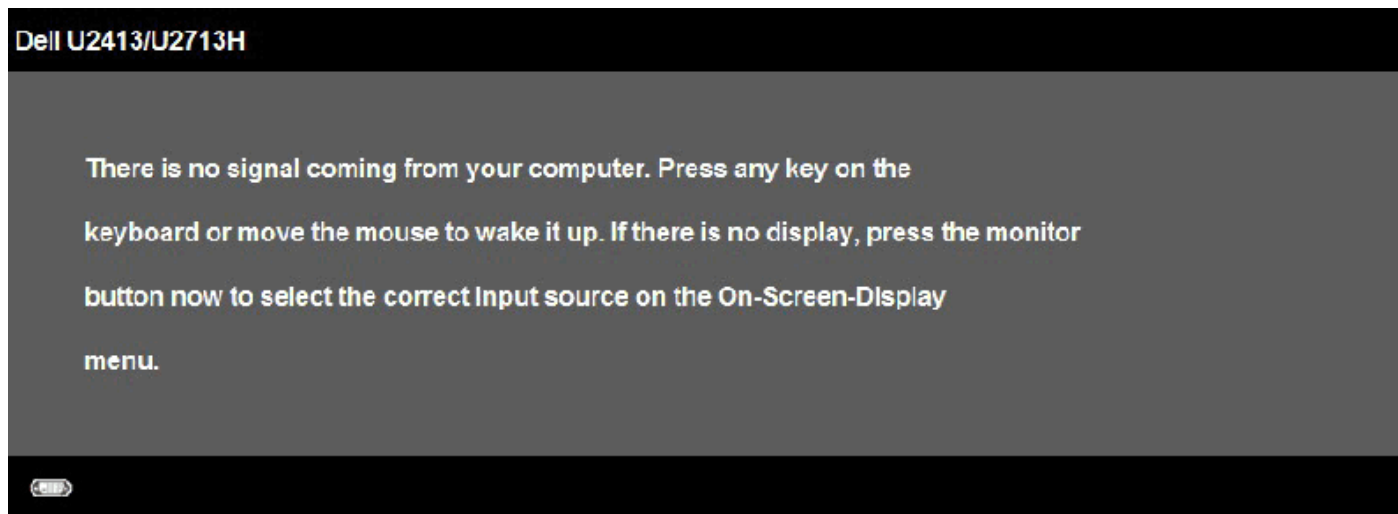 Dell U2413/U2713H
There is no signal coming from your computer. Press any key on the
keyboard or move the mouse to wake it up. If there is no display, press the monitor
button now to select the correct input source on the On-Screen-Display
menu.